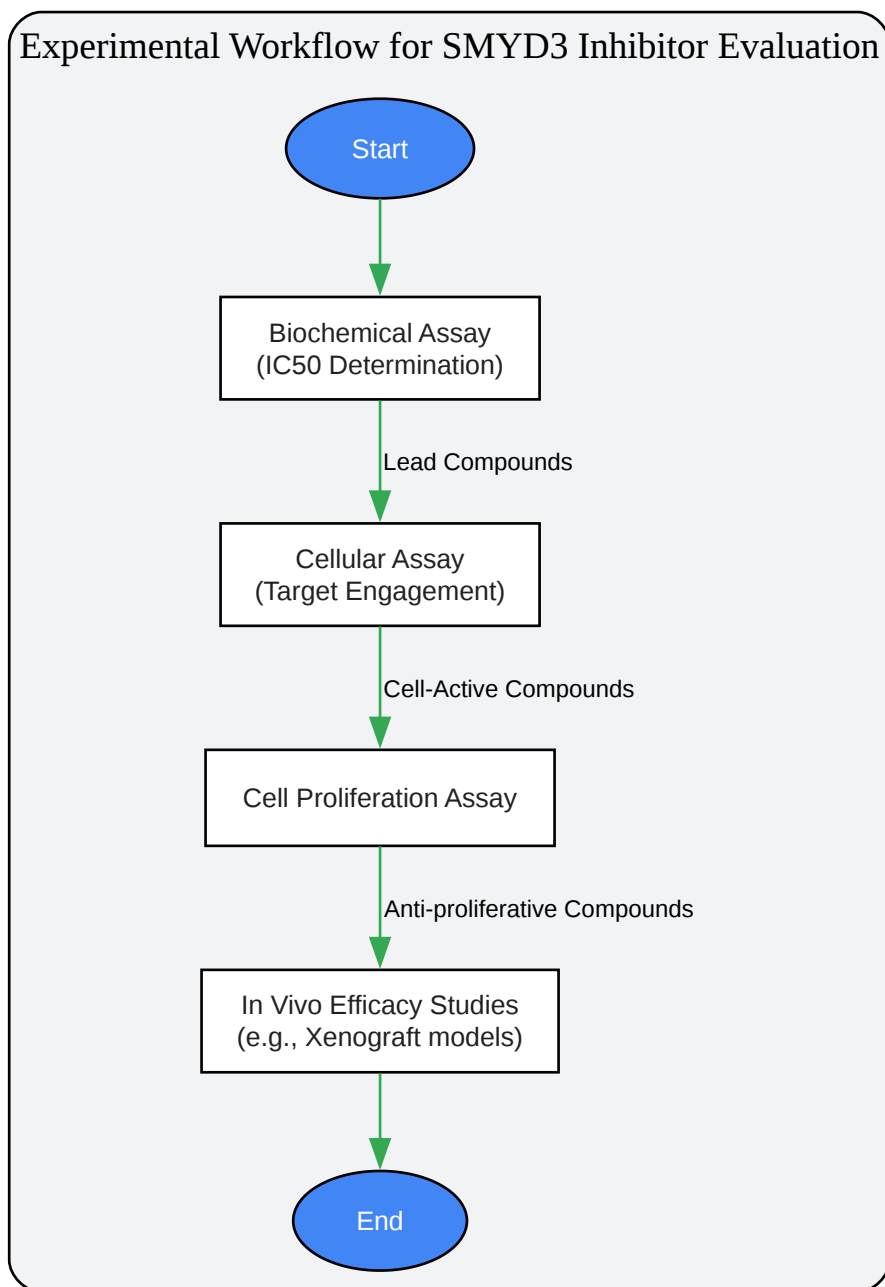 Experimental Workflow for SMYD3 Inhibitor Evaluation
Start
Biochemical Assay
(IC50 Determination)
Lead Compounds
Cellular Assay
(Target Engagement)
Cell-Active Compounds
Cell Proliferation Assay
Anti-proliferative Compounds
In Vivo Efficacy Studies
(e.g., Xenograft models)
End